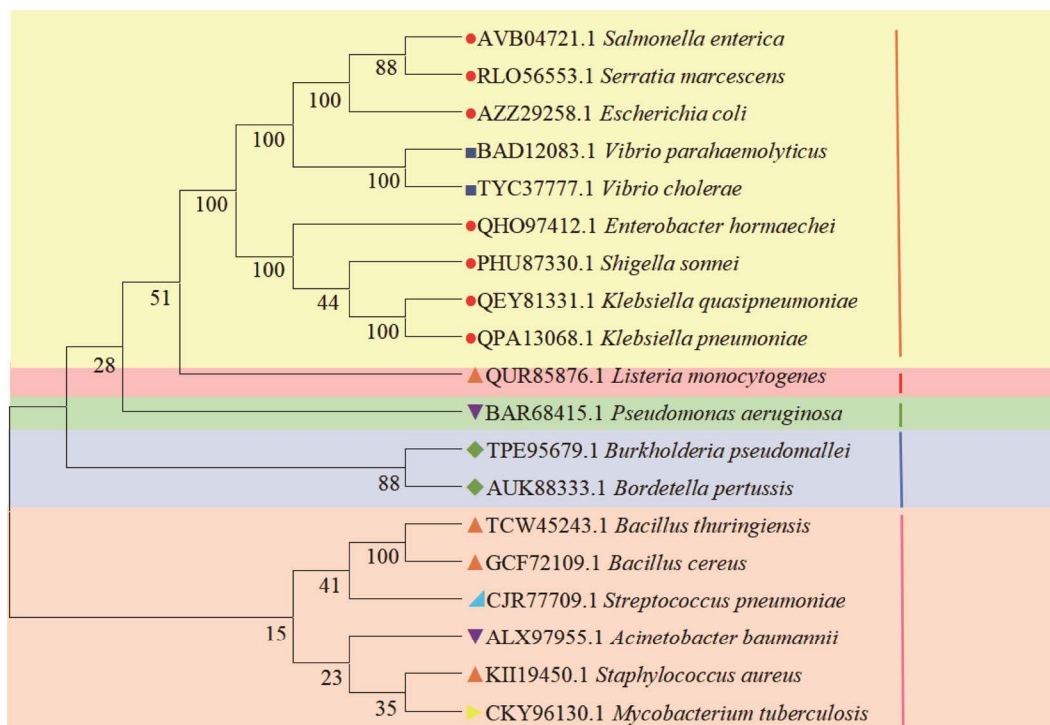 AVB04721.1 Salmonella enterica
88
RLO56553.1 Serratia marcescens
100
AZZ29258.1 Escherichia coli
100
BAD12083.1 Vibrio parahaemolyticus
100
TYC37777.1 Vibrio cholerae
100
QHO97412.1 Enterobacter hormaechei
100
PHU87330.1 Shigella sonnei
51
44
QEY81331.1 Klebsiella quasipneumoniae
100
QPA13068.1 Klebsiella pneumoniae
28
QUR85876.1 Listeria monocytogenes
BAR68415.1 Pseudomonas aeruginosa
TPE95679.1 Burkholderia pseudomallei
88
AUK88333.1 Bordetella pertussis
TCW45243.1 Bacillus thuringiensis
100
GCF72109.1 Bacillus cereus
41
CJR77709.1 Streptococcus pneumoniae
15
ALX97955.1 Acinetobacter baumannii
23
KII19450.1 Staphylococcus aureus
35
CKY96130.1 Mycobacterium tuberculosis